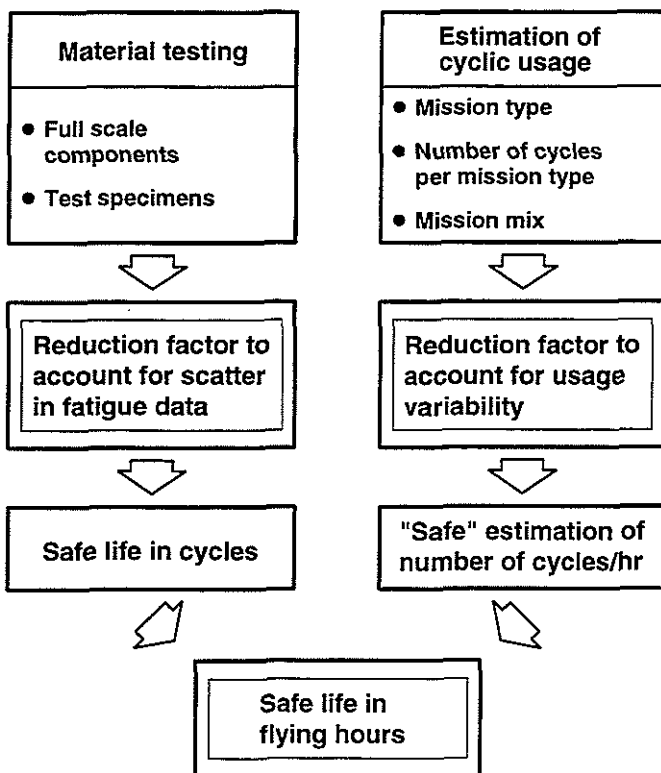 Material testing
● Full scale
components
● Test specimens
Reduction factor to
account for scatter
in fatigue data
Safe life in cycles
Estimation of
cyclic usage
● Mission type
● Number of cycles
per mission type
● Mission mix
Reduction factor to
account for usage
variability
"Safe" estimation of
number of cycles/hr
Safe life in
flying hours